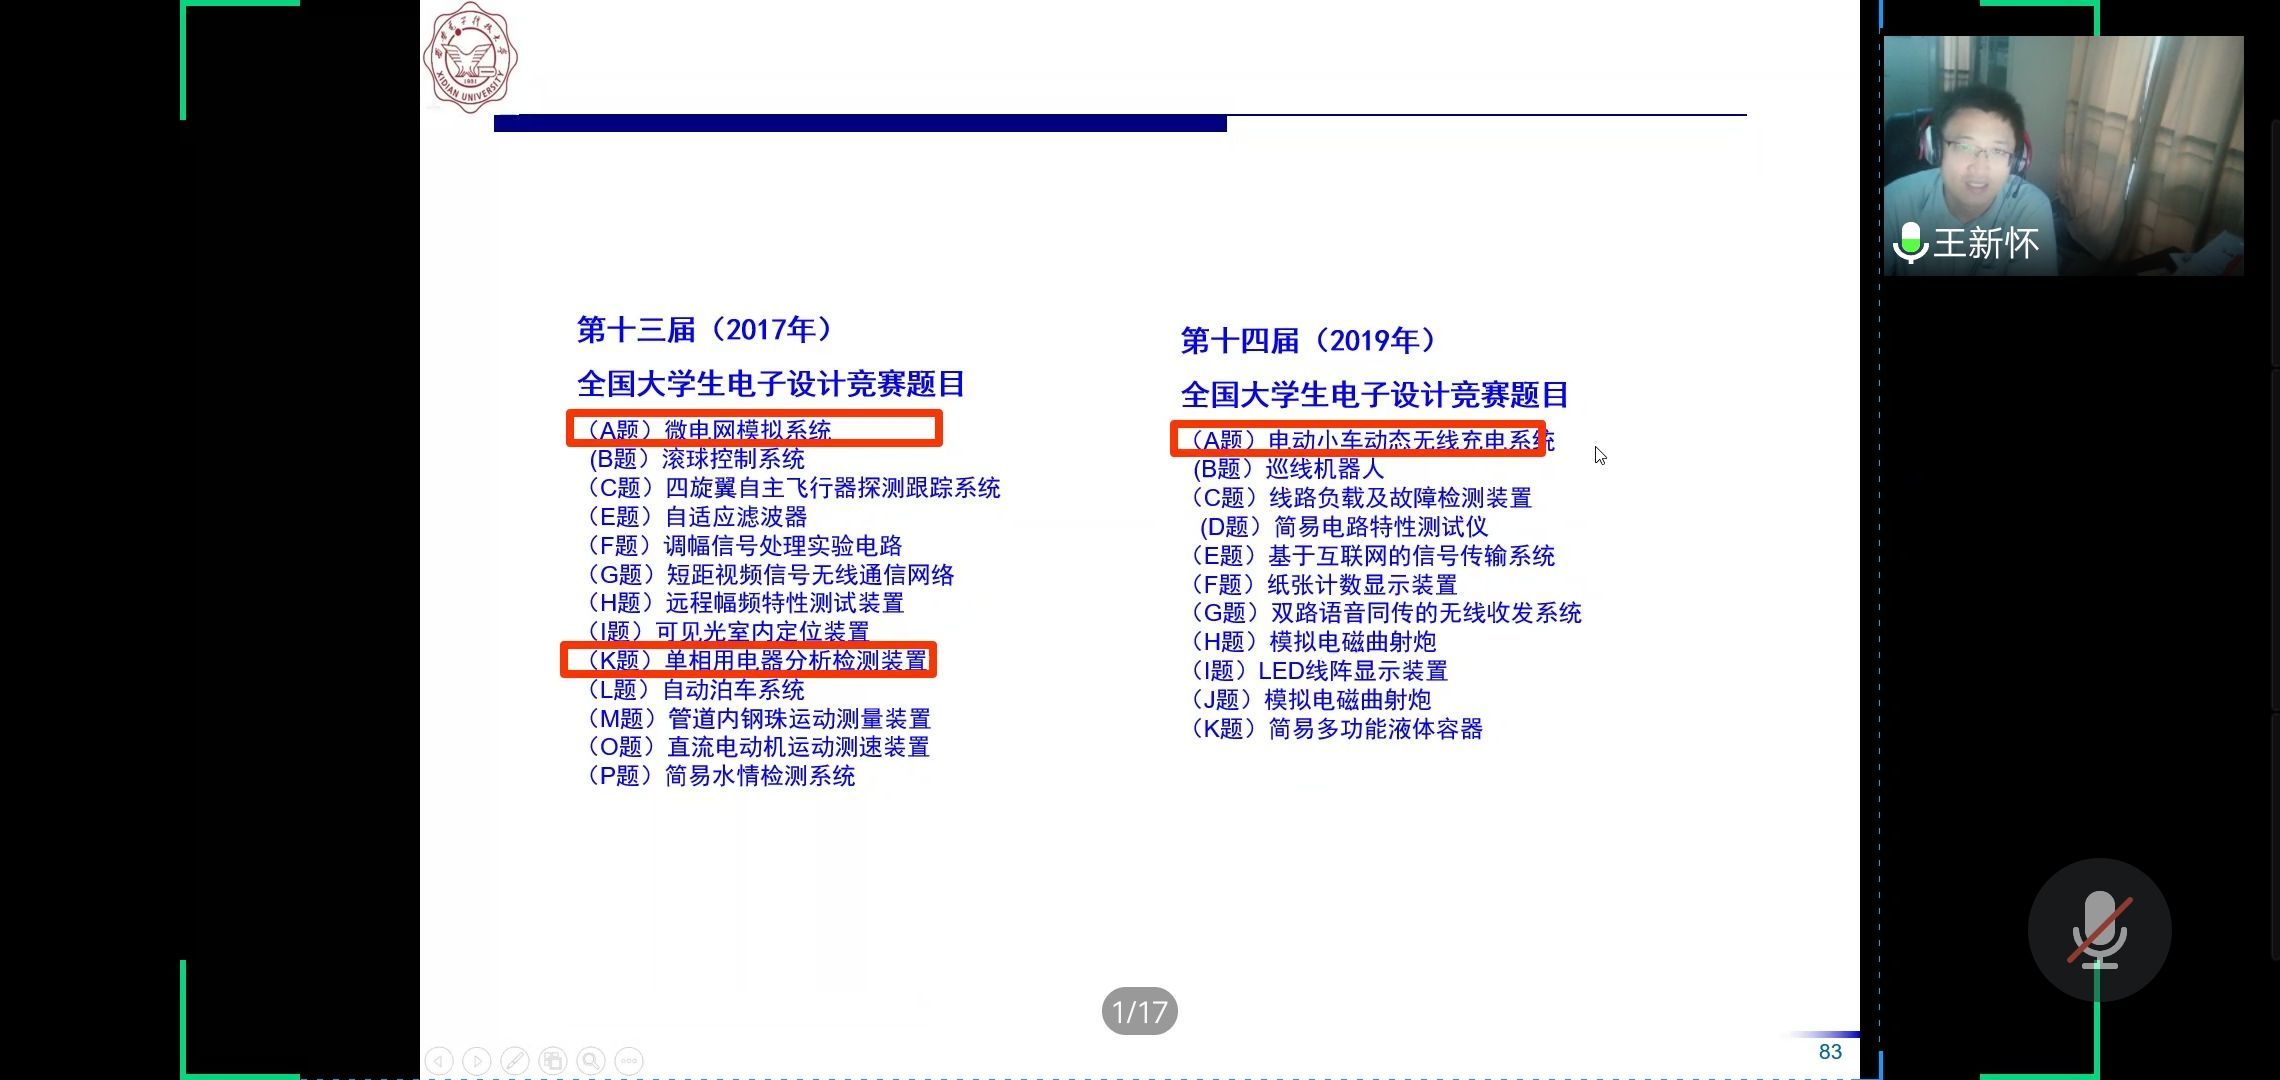 XIDIAN UNIVERSITY
1931
王新怀
第十三届（2017年）
全国大学生电子设计竞赛题目
（A题）微电网模拟系统
(B题）滚球控制系统
（C题）四旋翼自主飞行器探测跟踪系统
（E题）自适应滤波器
（F题）调幅信号处理实验电路
（G题）短距视频信号无线通信网络
（H题）远程幅频特性测试装置
（I题）可见光室内定位装置
（K题）单相用电器分析检测装置
（L题）自动泊车系统
（M题）管道内钢珠运动测量装置
（O题）直流电动机运动测速装置
（P题）简易水情检测系统
第十四届（2019年）
全国大学生电子设计竞赛题目
（A题）电动小车动态无线充电系统
(B题）巡线机器人
（C题）线路负载及故障检测装置
(D题）简易电路特性测试仪
（E题）基于互联网的信号传输系统
（F题）纸张计数显示装置
（G题）双路语音同传的无线收发系统
（H题）模拟电磁曲射炮
（I题）LED线阵显示装置
（J题）模拟电磁曲射炮
（K题）简易多功能液体容器
1/17
83